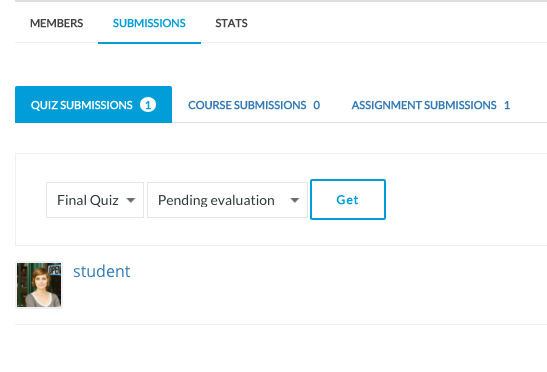 MEMBERS SUBMISSIONS STATS
QUIZ SUBMISSIONS 1 COURSE SUBMISSIONS 0 ASSIGNMENT SUBMISSIONS 1
Final Quiz Pending evaluation Get
student